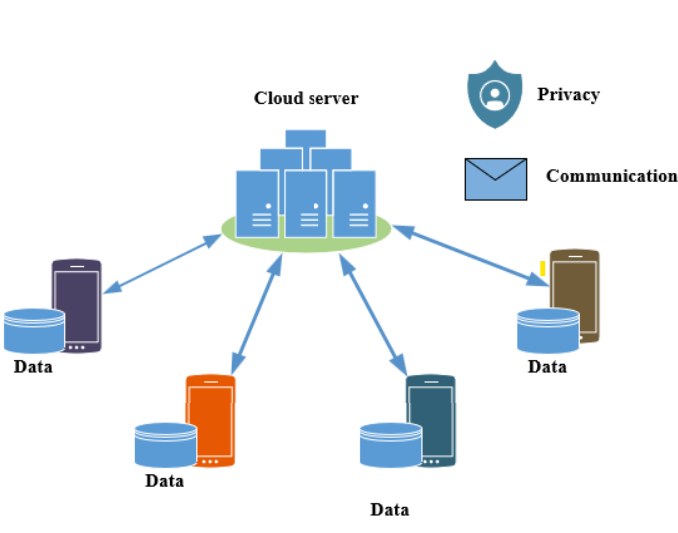 Cloud server
Privacy
Communication
Data
Data
Data
Data